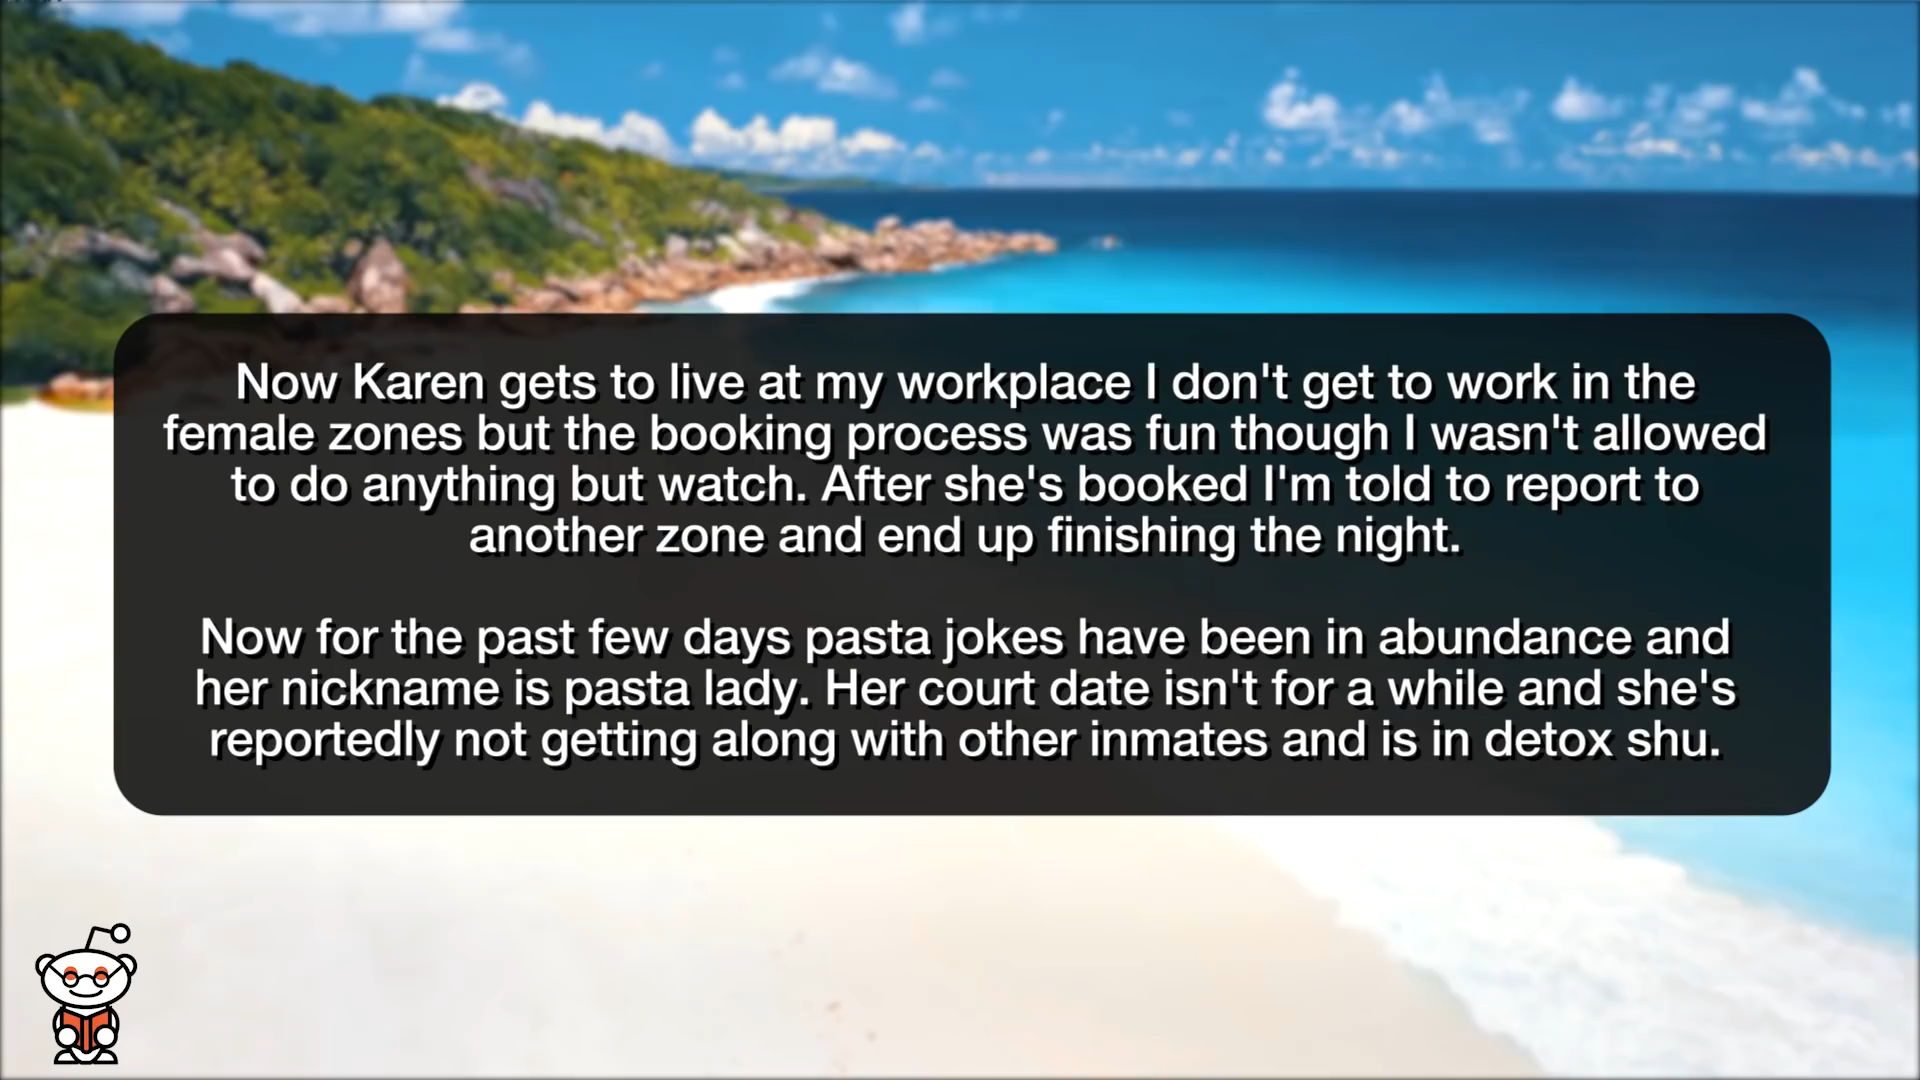 Now Karen gets to live at my workplace I don't get to work in the
female zones but the booking process was fun though I wasn't allowed
to do anything but watch. After she's booked I'm told to report to
another zone and end up finishing the night.
Now for the past few days pasta jokes have been in abundance and
her nickname is pasta lady. Her court date isn't for a while and she's
reportedly not getting along with other inmates and is in detox shu.